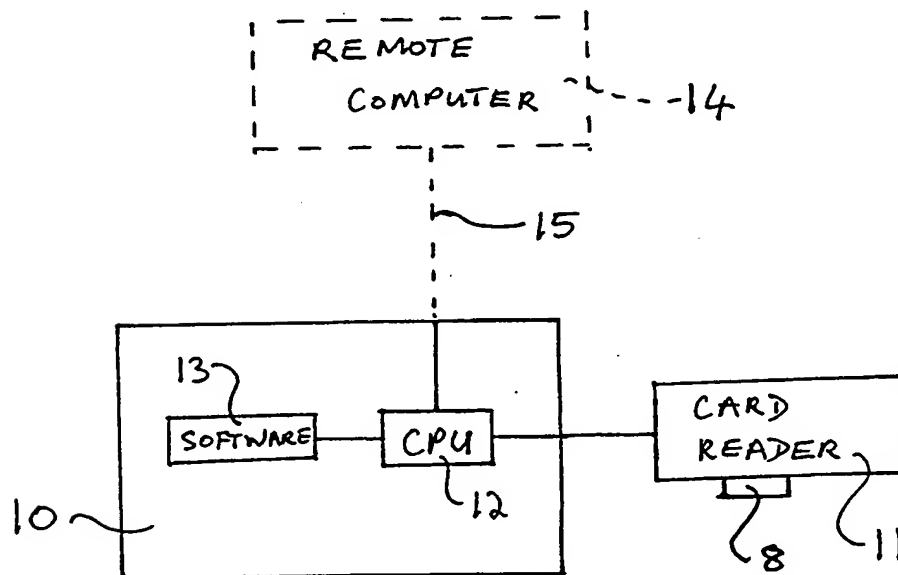 REMOTE
COMPUTER
14
15
13
SOFTWARE
CPU
12
10
CARD
READER
8
11